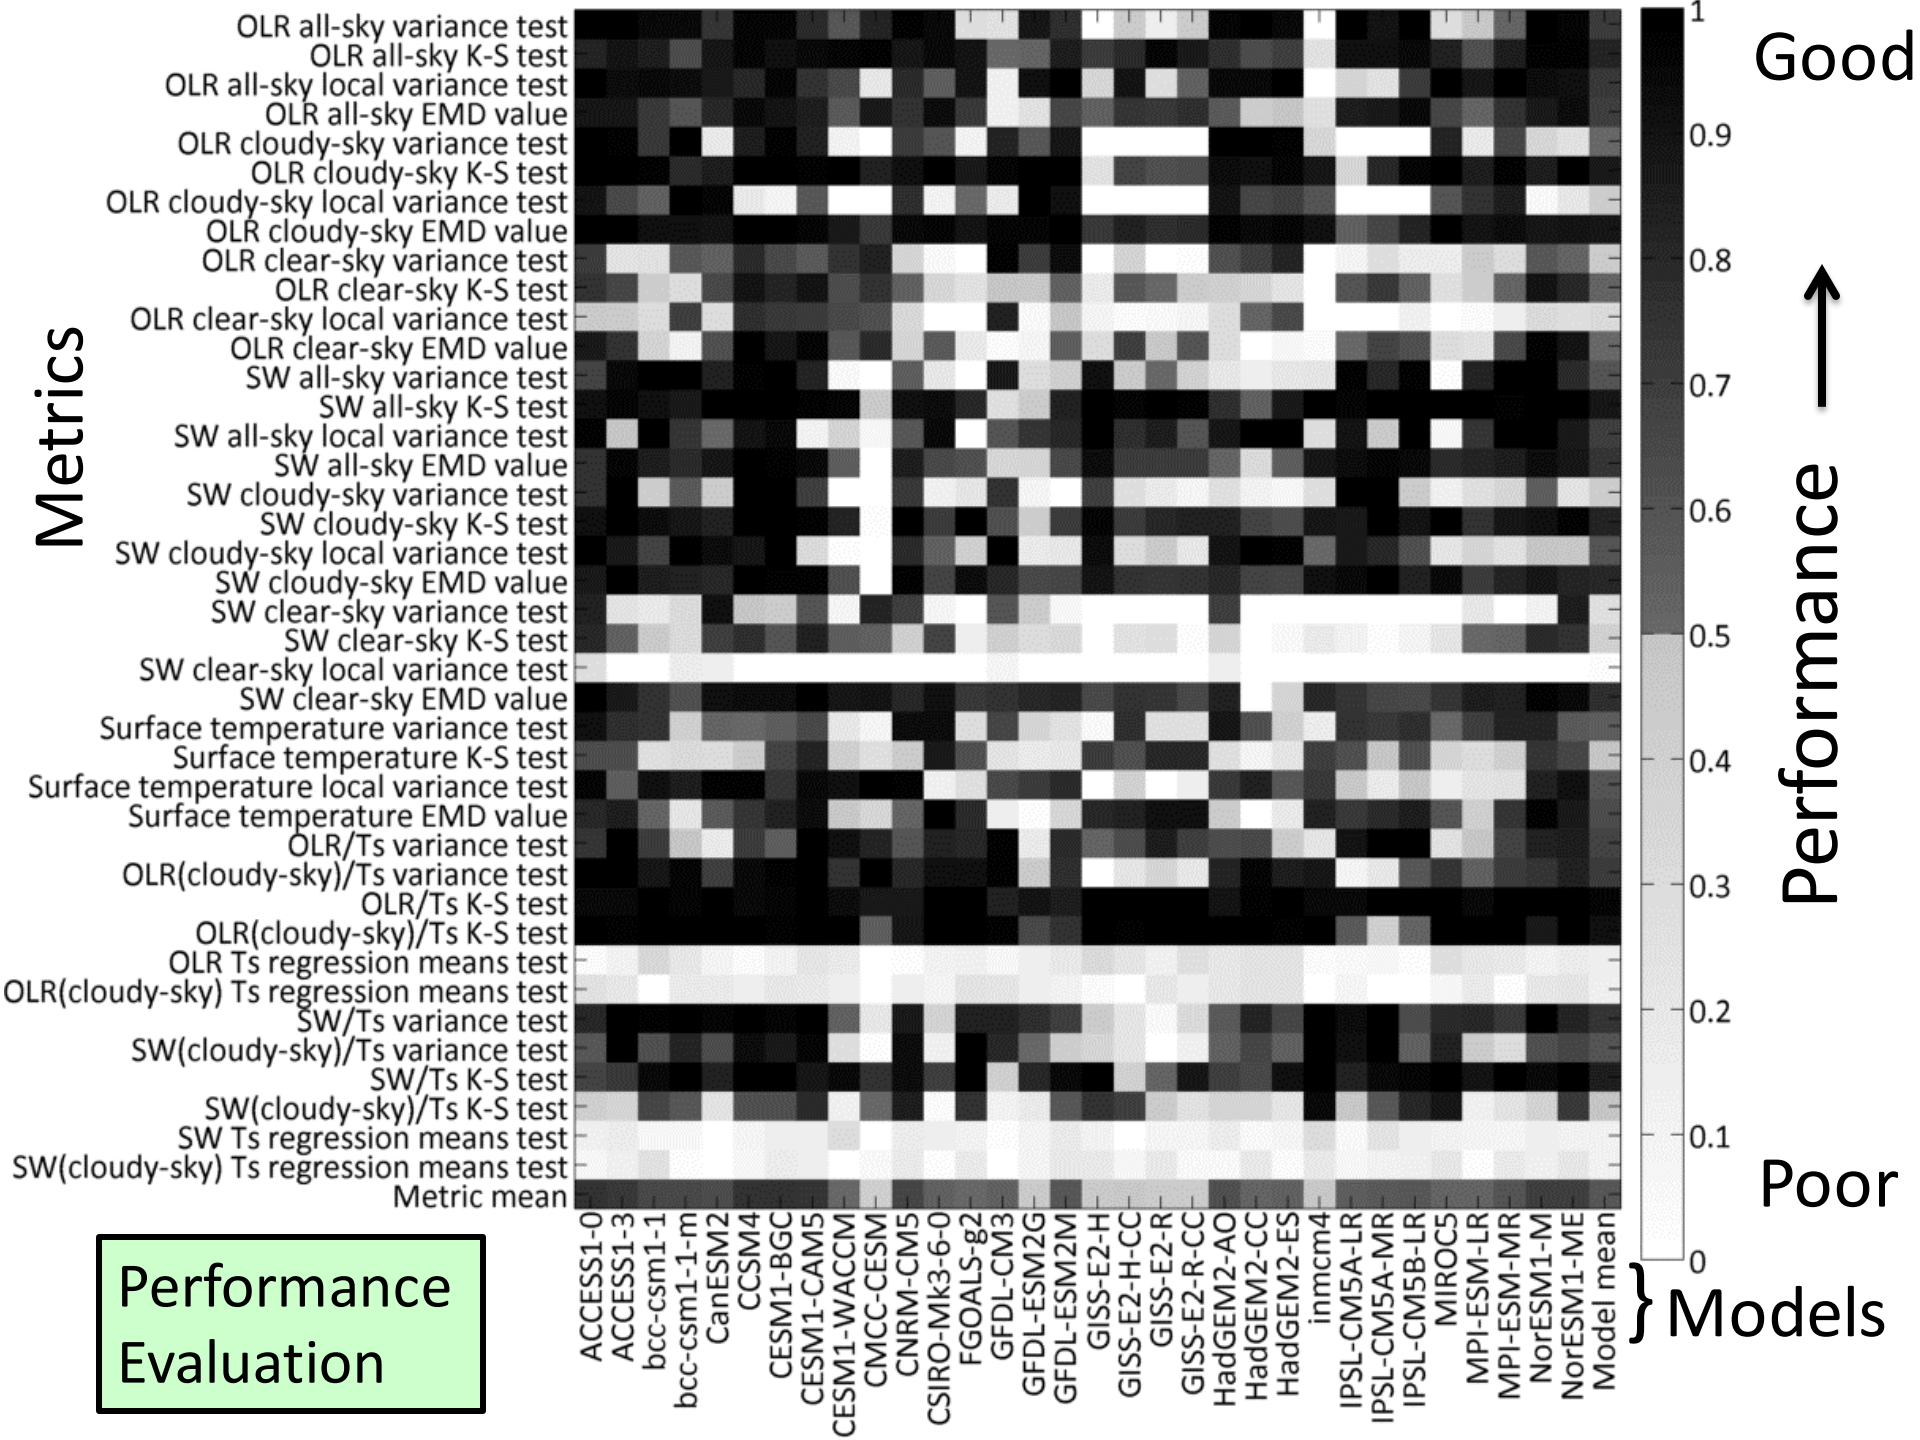 OLR all-sky variance test
OLR all-sky K-S test
OLR all-sky local variance test
OLR all-sky EMD value
OLR cloudy-sky variance test
OLR cloudy-sky K-S test
OLR cloudy-sky local variance test
OLR cloudy-sky EMD value
OLR clear-sky variance test
OLR clear-sky K-S test
OLR clear-sky local variance test
OLR clear-sky EMD value
SW all-sky variance test
SW all-sky K-S test
SW all-sky local variance test
SW all-sky EMD value
SW cloudy-sky variance test
SW cloudy-sky K-S test
SW cloudy-sky local variance test
SW cloudy-sky EMD value
SW clear-sky variance test
SW clear-sky K-S test
SW clear-sky local variance test
SW clear-sky EMD value
Surface temperature variance test
Surface temperature K-S test
Surface temperature local variance test
Surface temperature EMD value
OLR/Ts variance test
OLR(cloudy-sky)/Ts variance test
OLR/Ts K-S test
OLR(cloudy-sky)/Ts K-S test
OLR Ts regression means test
OLR(cloudy-sky) Ts regression means test
SW/Ts variance test
SW(cloudy-sky)/Ts variance test
SW/Ts K-S test
SW(cloudy-sky)/Ts K-S test
SW Ts regression means test
SW(cloudy-sky) Ts regression means test
Metric mean
Metrics
ACCESS1-0
ACCESS1-3
bcc-csm1-1
bcc-csm1-1-m
CanESM2
CCSM4
CESM1-BGC
CESM1-CAM5
CESM1-WACCM
CMCC-CESM
CNRM-CM5
CSIRO-Mk3-6-0
FGOALS-g2
GFDL-CM3
GFDL-ESM2G
GFDL-ESM2M
GISS-E2-H
GISS-E2-H-CC
GISS-E2-R
GISS-E2-R-CC
HadGEM2-AO
HadGEM2-CC
HadGEM2-ES
inmcm4
IPSL-CM5A-LR
IPSL-CM5A-MR
IPSL-CM5B-LR
MIROC5
MPI-ESM-LR
MPI-ESM-MR
NorESM1-M
NorESM1-ME
Model mean
1
0.9
0.8
0.7
0.6
0.5
0.4
0.3
0.2
0.1
0
Good
Performance
Poor
} Models
Performance
Evaluation